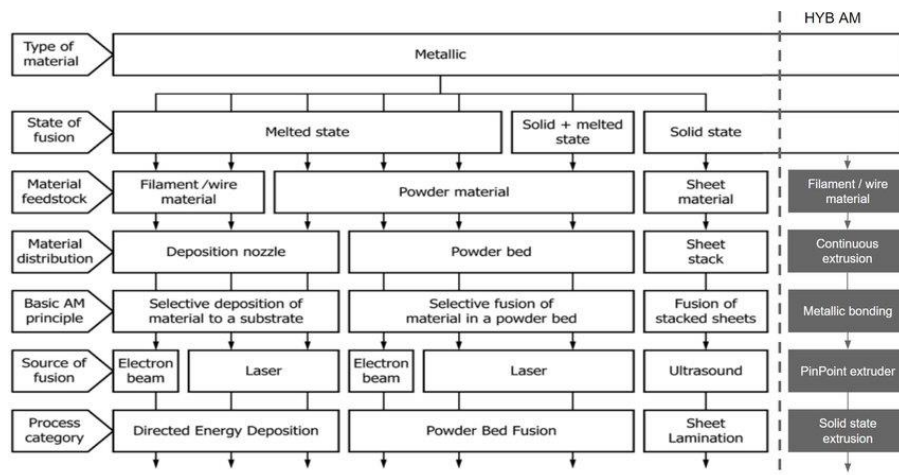 HYB AM
Type of
material
Metallic
State of
fusion
Melted state
Solid + melted
state
Solid state
Material
feedstock
Filament /wire
material
Powder material
Sheet
material
Filament / wire
material
Material
distribution
Deposition nozzle
Powder bed
Sheet
stack
Continuous
extrusion
Basic AM
principle
Selective deposition of
material to a substrate
Selective fusion of
material in a powder bed
Fusion of
stacked sheets
Metallic bonding
Source of
fusion
Electron
beam
Laser
Electron
beam
Laser
Ultrasound
PinPoint extruder
Process
category
Directed Energy Deposition
Powder Bed Fusion
Sheet
Lamination
Solid state
extrusion